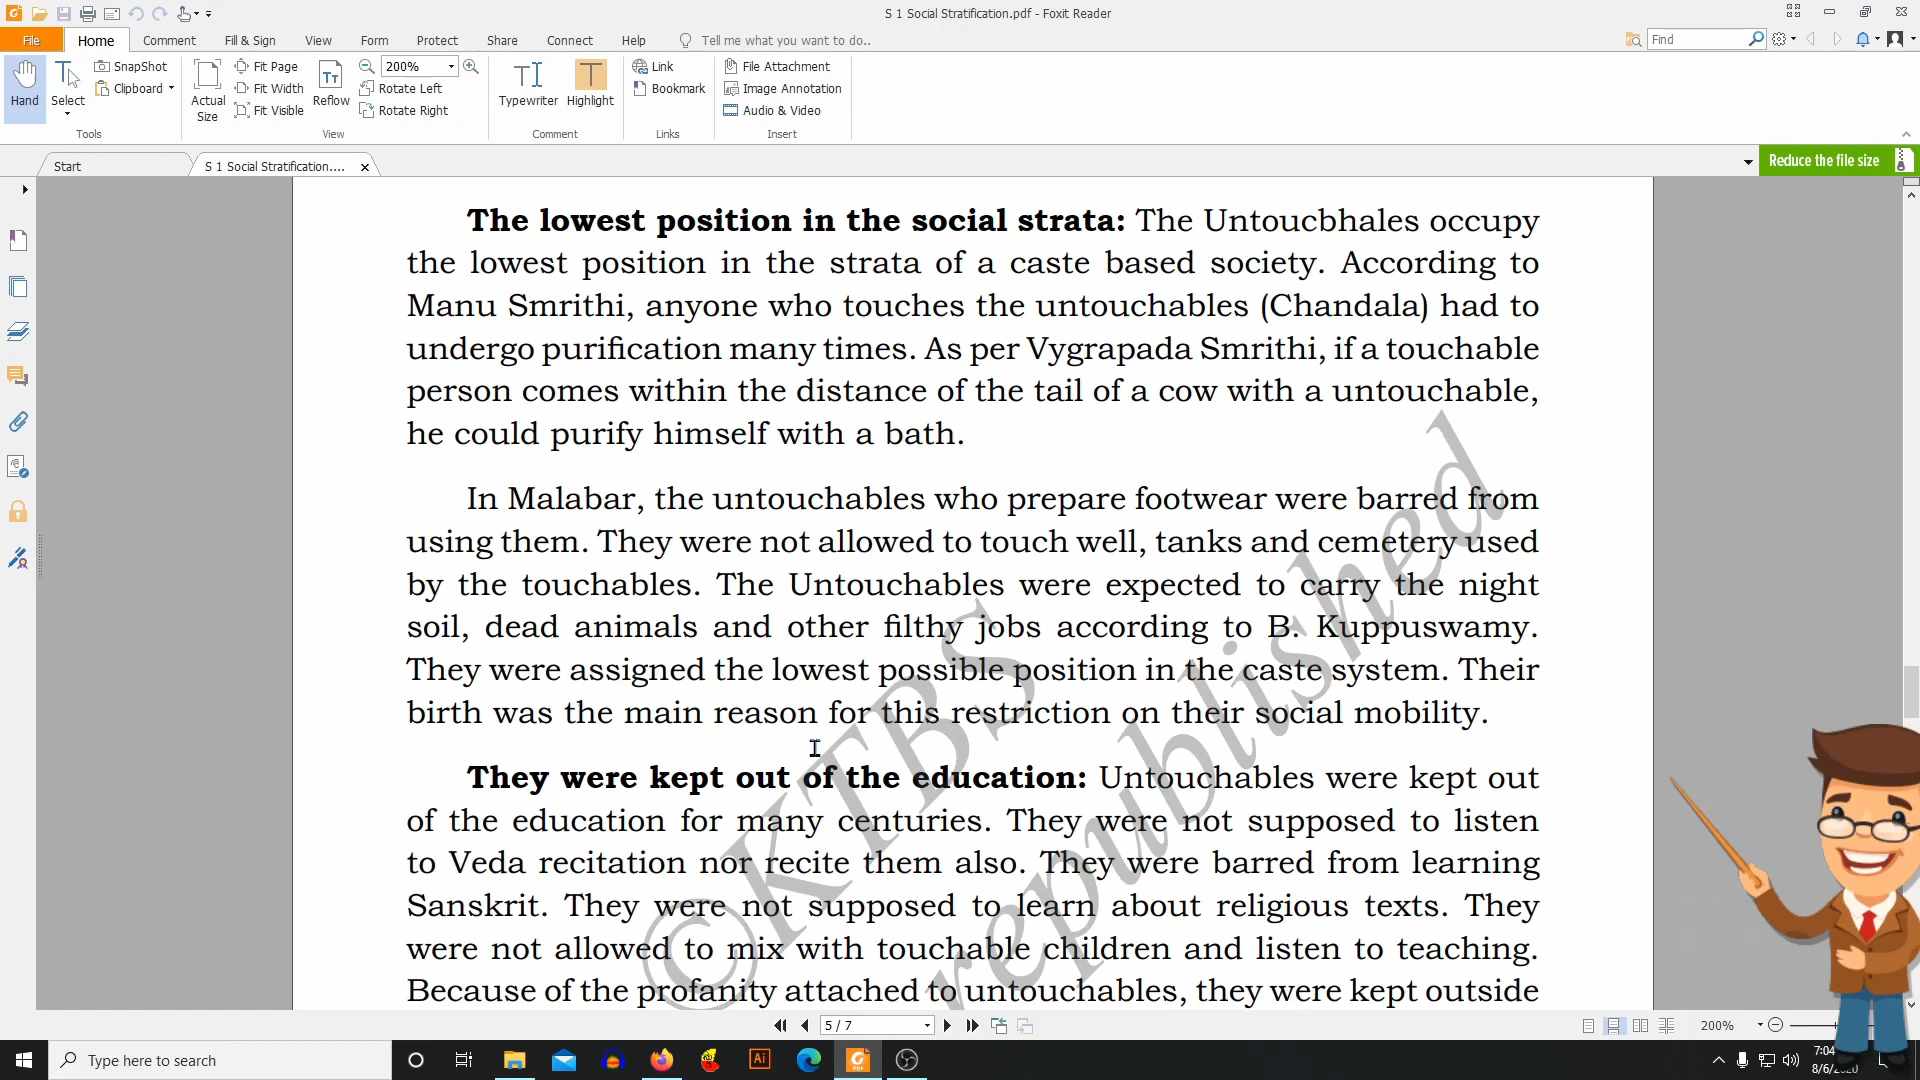 S 1 Social Stratification.pdf - Foxit Reader
File Home Comment Fill & Sign View Form Protect Share Connect Help Tell me what you want to do.. Find
SnapShot Fit Page 200% Link File Attachment
Hand Select Clipboard Actual Size Fit Width Reflow Rotate Left Typewriter Highlight Bookmark Image Annotation
Fit Visible Rotate Right Audio & Video
Tools View Comment Links Insert
Start S 1 Social Stratification.... Reduce the file size
The lowest position in the social strata: The Untoucbhales occupy
the lowest position in the strata of a caste based society. According to
Manu Smrithi, anyone who touches the untouchables (Chandala) had to
undergo purification many times. As per Vygrapada Smrithi, if a touchable
person comes within the distance of the tail of a cow with a untouchable,
he could purify himself with a bath.
In Malabar, the untouchables who prepare footwear were barred from
using them. They were not allowed to touch well, tanks and cemetery used
by the touchables. The Untouchables were expected to carry the night
soil, dead animals and other filthy jobs according to B. Kuppuswamy.
They were assigned the lowest possible position in the caste system. Their
birth was the main reason for this restriction on their social mobility.
They were kept out of the education: Untouchables were kept out
of the education for many centuries. They were not supposed to listen
to Veda recitation nor recite them also. They were barred from learning
Sanskrit. They were not supposed to learn about religious texts. They
were not allowed to mix with touchable children and listen to teaching.
Because of the profanity attached to untouchables, they were kept outside
©KTBS
republished
5 / 7 200%
Type here to search 7:04